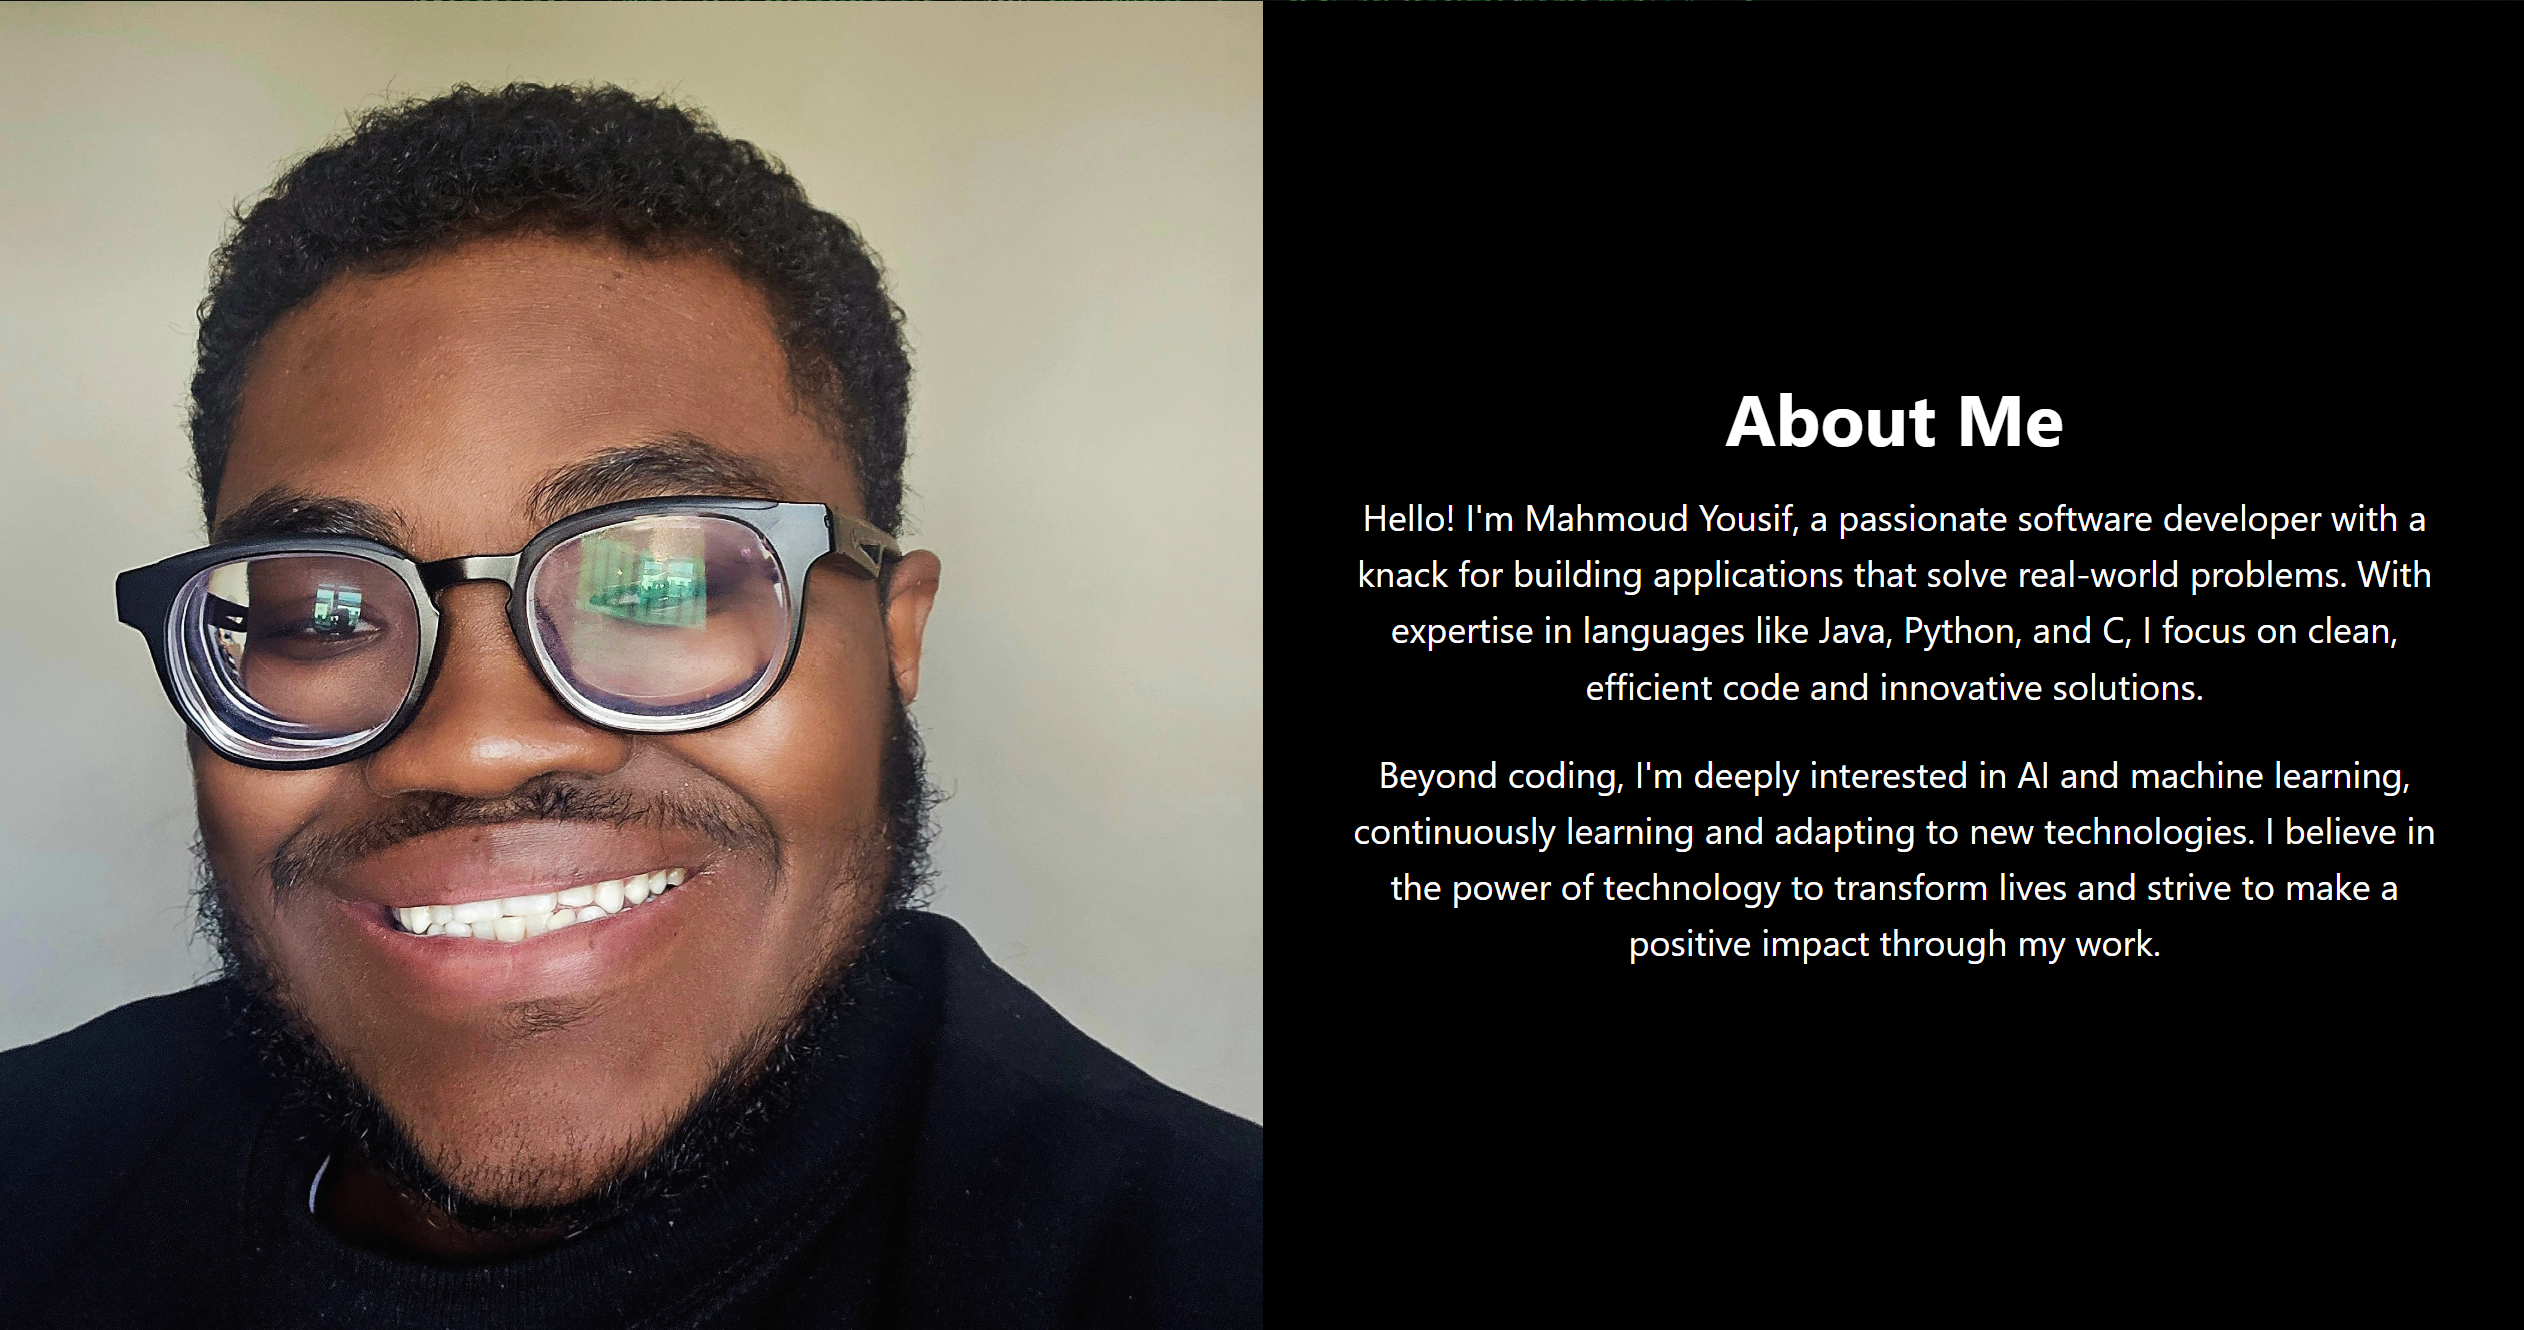 About Me
Hello! I'm Mahmoud Yousif, a passionate software developer with a
knack for building applications that solve real-world problems. With
expertise in languages like Java, Python, and C, I focus on clean,
efficient code and innovative solutions.
Beyond coding, I'm deeply interested in AI and machine learning,
continuously learning and adapting to new technologies. I believe in
the power of technology to transform lives and strive to make a
positive impact through my work.